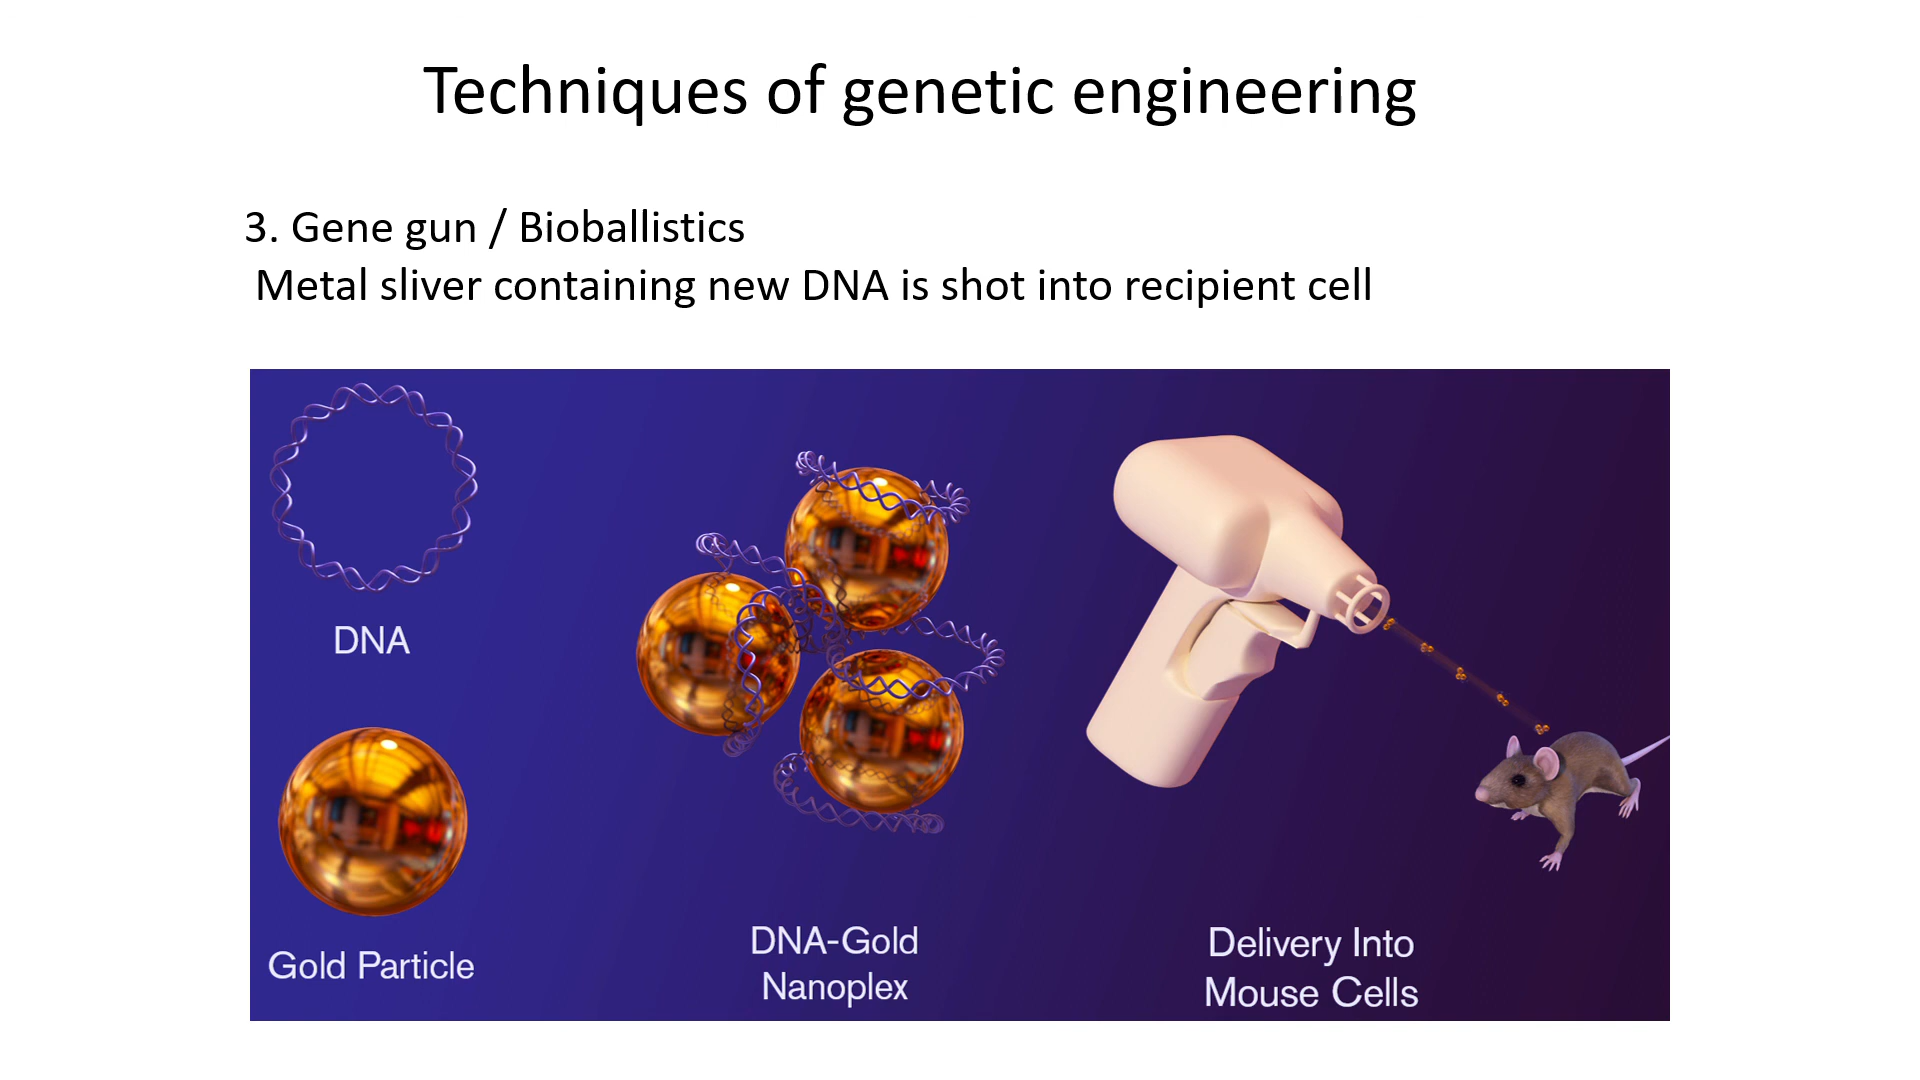 Techniques of genetic engineering
3. Gene gun / Bioballistics
Metal sliver containing new DNA is shot into recipient cell
DNA
Gold Particle
DNA-Gold
Nanoplex
Delivery Into
Mouse Cells